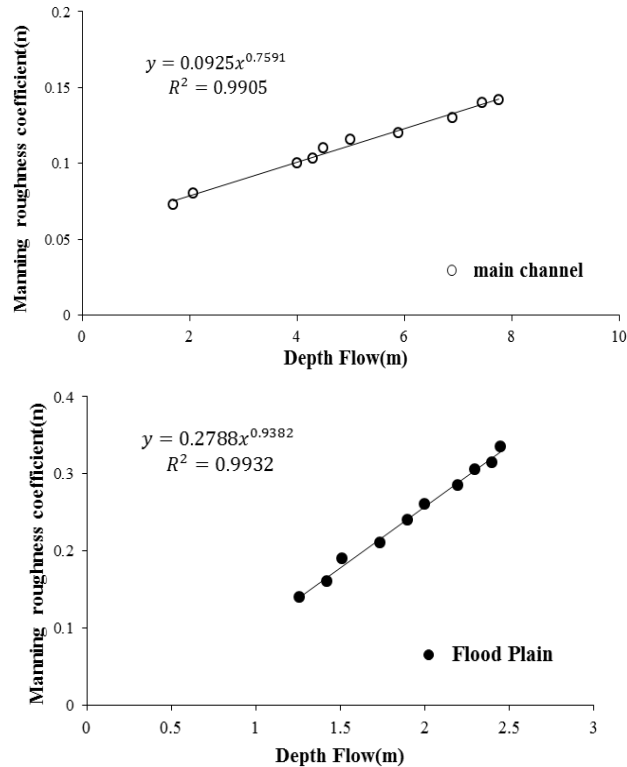 0.2
0.15
0.1
0.05
0
0
2
4
6
8
10
Manning roughness coefficient(n)
y = 0.0925x^0.7591
R² = 0.9905
main channel
Depth Flow(m)
0.4
0.3
0.2
0.1
0
0
0.5
1
1.5
2
2.5
3
Manning roughness coefficient(n)
y = 0.2788x^0.9382
R² = 0.9932
Flood Plain
Depth Flow(m)